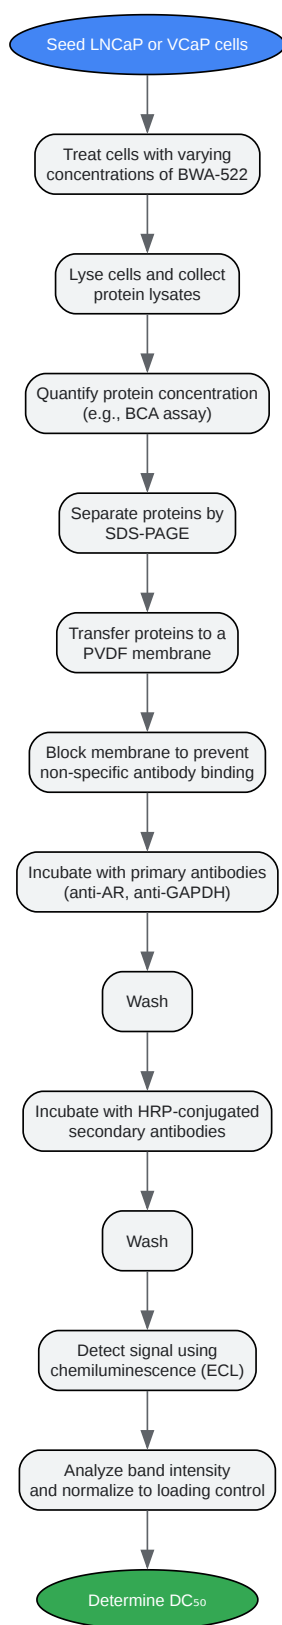 Seed LNCaP or VCaP cells
Treat cells with varying
concentrations of BWA-522
Lyse cells and collect
protein lysates
Quantify protein concentration
(e.g., BCA assay)
Separate proteins by
SDS-PAGE
Transfer proteins to a
PVDF membrane
Block membrane to prevent
non-specific antibody binding
Incubate with primary antibodies
(anti-AR, anti-GAPDH)
Wash
Incubate with HRP-conjugated
secondary antibodies
Wash
Detect signal using
chemiluminescence (ECL)
Analyze band intensity
and normalize to loading control
Determine DC₅₀